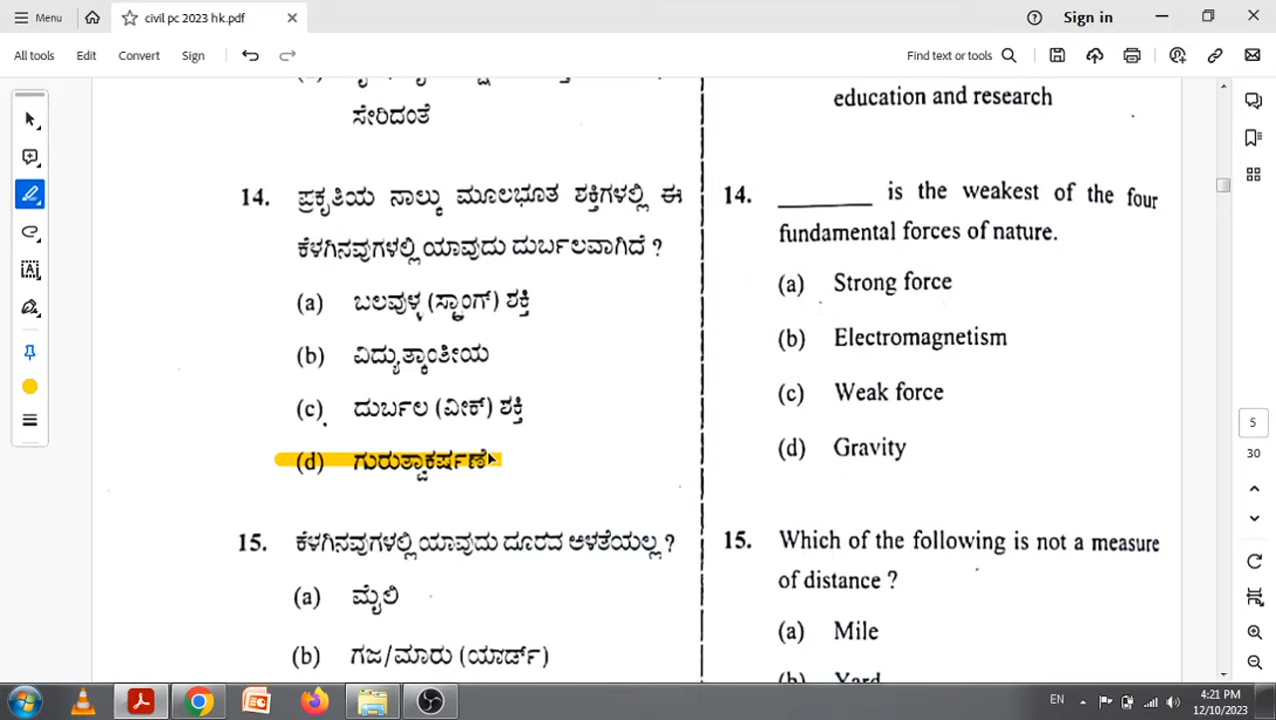 Menu
civil pc 2023 hk.pdf
Sign in
All tools
Edit
Convert
Sign
Find text or tools
ಸೇರಿದಂತೆ
14. ಪ್ರಕೃತಿಯ ನಾಲ್ಕು ಮೂಲಭೂತ ಶಕ್ತಿಗಳಲ್ಲಿ ಈ
ಕೆಳಗಿನವುಗಳಲ್ಲಿ ಯಾವುದು ದುರ್ಬಲವಾಗಿದೆ ?
(a) ಬಲವುಳ್ಳ (ಸ್ಟ್ರಾಂಗ್) ಶಕ್ತಿ
(b) ವಿದ್ಯುತ್ಕಾಂತೀಯ
(c) ದುರ್ಬಲ (ವೀಕ್) ಶಕ್ತಿ
(d) ಗುರುತ್ವಾಕರ್ಷಣೆ
15. ಕೆಳಗಿನವುಗಳಲ್ಲಿ ಯಾವುದು ದೂರದ ಅಳತೆಯಲ್ಲ ?
(a) ಮೈಲಿ
(b) ಗಜ/ಮಾರು (ಯಾರ್ಡ್)
education and research
14. ________ is the weakest of the four
fundamental forces of nature.
(a) Strong force
(b) Electromagnetism
(c) Weak force
(d) Gravity
15. Which of the following is not a measure
of distance ?
(a) Mile
(b) Yard
5
30
EN
4:21 PM
12/10/2023